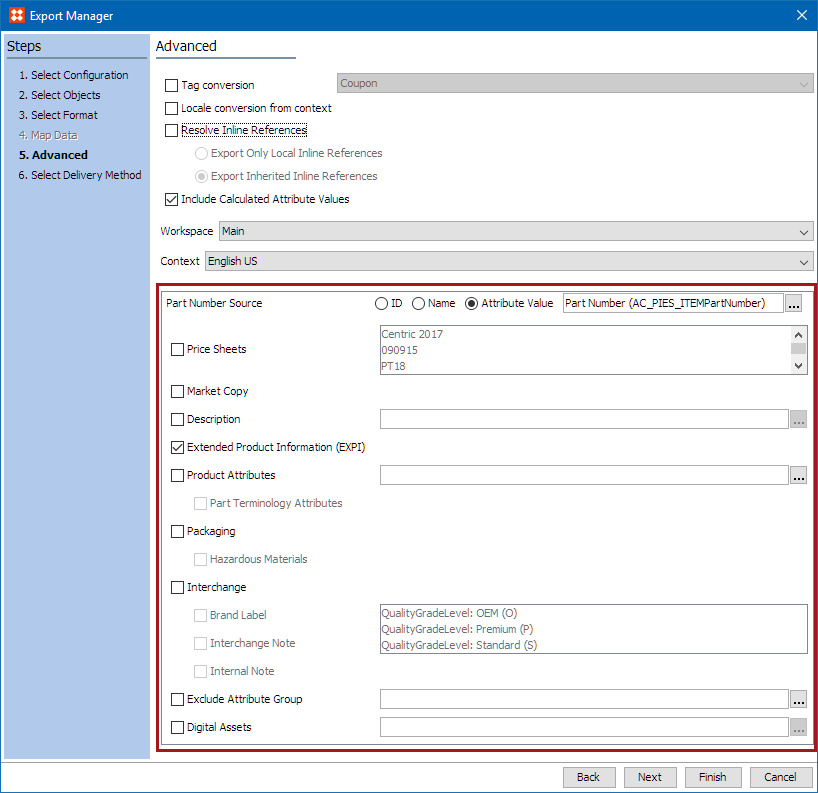 Export Manager
Steps
1. Select Configuration
2. Select Objects
3. Select Format
4. Map Data
5. Advanced
6. Select Delivery Method
Advanced
Tag conversion
Coupon
Locale conversion from context
Resolve Inline References
Export Only Local Inline References
Export Inherited Inline References
Include Calculated Attribute Values
Workspace Main
Context English US
Part Number Source ID Name Attribute Value Part Number (AC_PIES_ITEMPartNumber) ...
Price Sheets
Centric 2017
090915
PT18
Market Copy
Description ...
Extended Product Information (EXPI)
Product Attributes ...
Part Terminology Attributes
Packaging
Hazardous Materials
Interchange
Brand Label
Interchange Note
Internal Note
QualityGradeLevel: OEM (O)
QualityGradeLevel: Premium (P)
QualityGradeLevel: Standard (S)
Exclude Attribute Group ...
Digital Assets ...
Back Next Finish Cancel